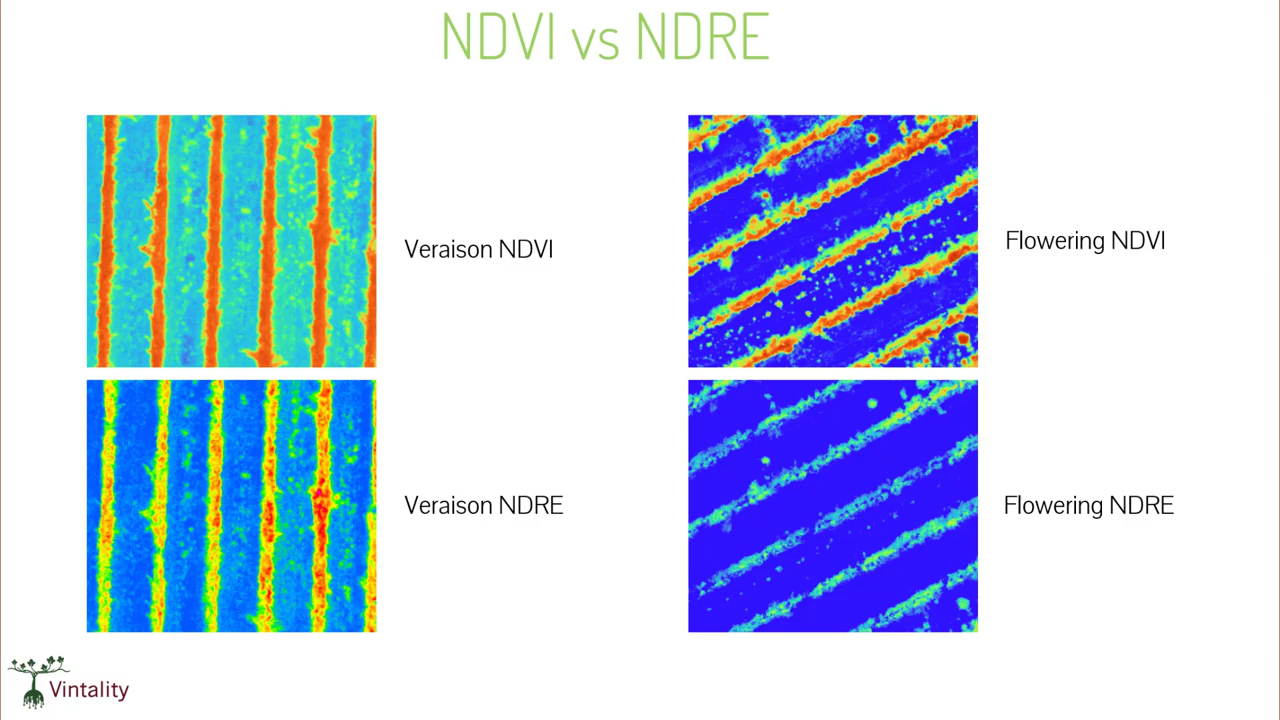 NDVI vs NDRE
Veraison NDVI
Flowering NDVI
Veraison NDRE
Flowering NDRE
Vintality